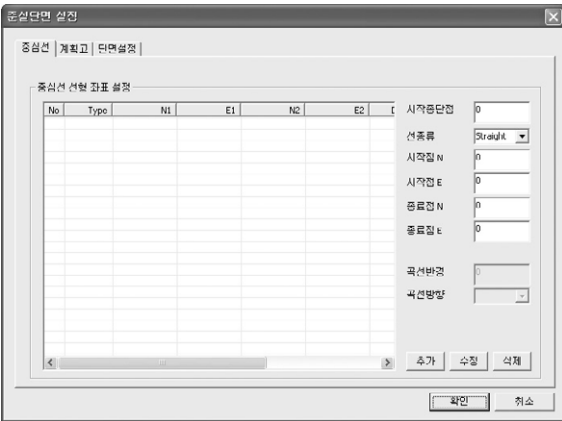 준설단면 설정
중심선 계획고 단면설정
중심선 선형 좌표 설정
No Type N1 E1 N2 E2
시작종단점 0
선종류 Straight
시작점 N 0
시작점 E 0
종료점 N 0
종료점 E 0
곡선반경 0
곡선방향
추가 수정 삭제
확인 취소